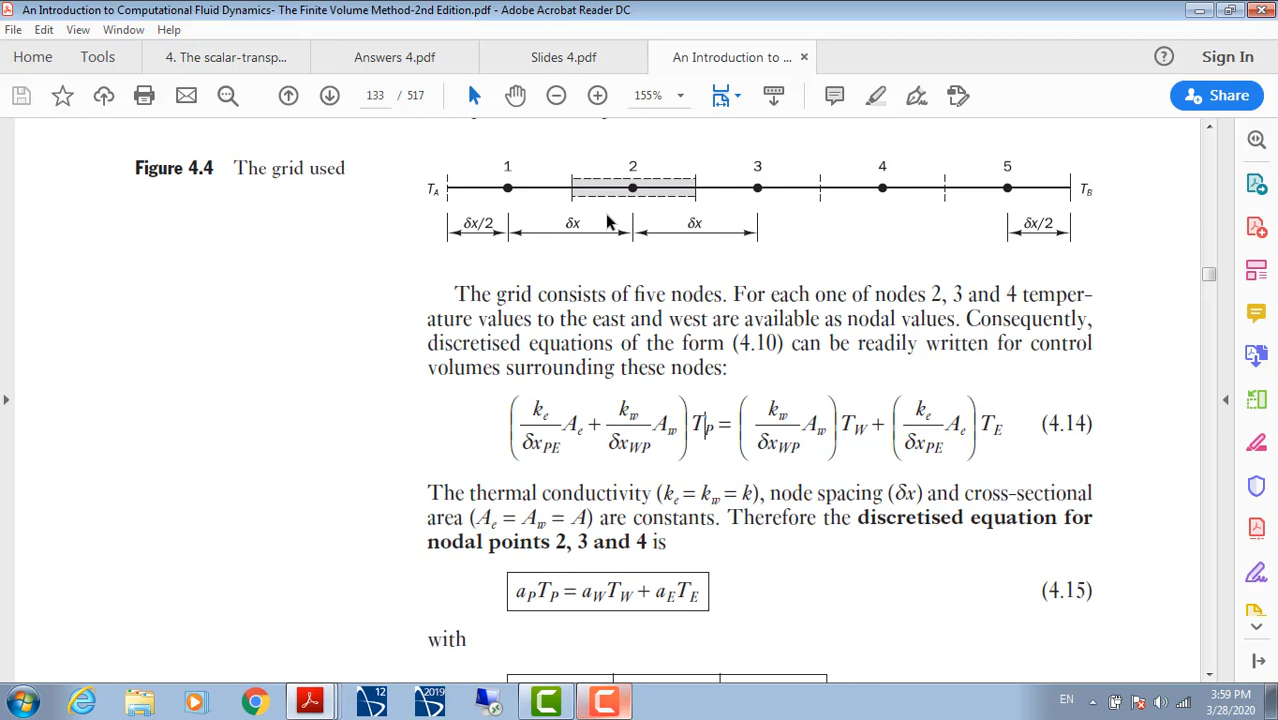 An Introduction to Computational Fluid Dynamics- The Finite Volume Method-2nd Edition.pdf - Adobe Acrobat Reader DC
File Edit View Window Help
Home Tools 4. The scalar-transp... Answers 4.pdf Slides 4.pdf An Introduction to ... × ? Sign In
133 / 517 155% Share
Figure 4.4 The grid used
1 2 3 4 5
T_A T_B
δx/2 δx δx δx/2
The grid consists of five nodes. For each one of nodes 2, 3 and 4 temper-
ature values to the east and west are available as nodal values. Consequently,
discretised equations of the form (4.10) can be readily written for control
volumes surrounding these nodes:
(k_e/δx_PE A_e + k_w/δx_WP A_w) T_P = (k_w/δx_WP A_w) T_W + (k_e/δx_PE A_e) T_E (4.14)
The thermal conductivity (k_e = k_w = k), node spacing (δx) and cross-sectional
area (A_e = A_w = A) are constants. Therefore the discretised equation for
nodal points 2, 3 and 4 is
a_P T_P = a_W T_W + a_E T_E (4.15)
with
12 2019 C C EN 3:59 PM
3/28/2020